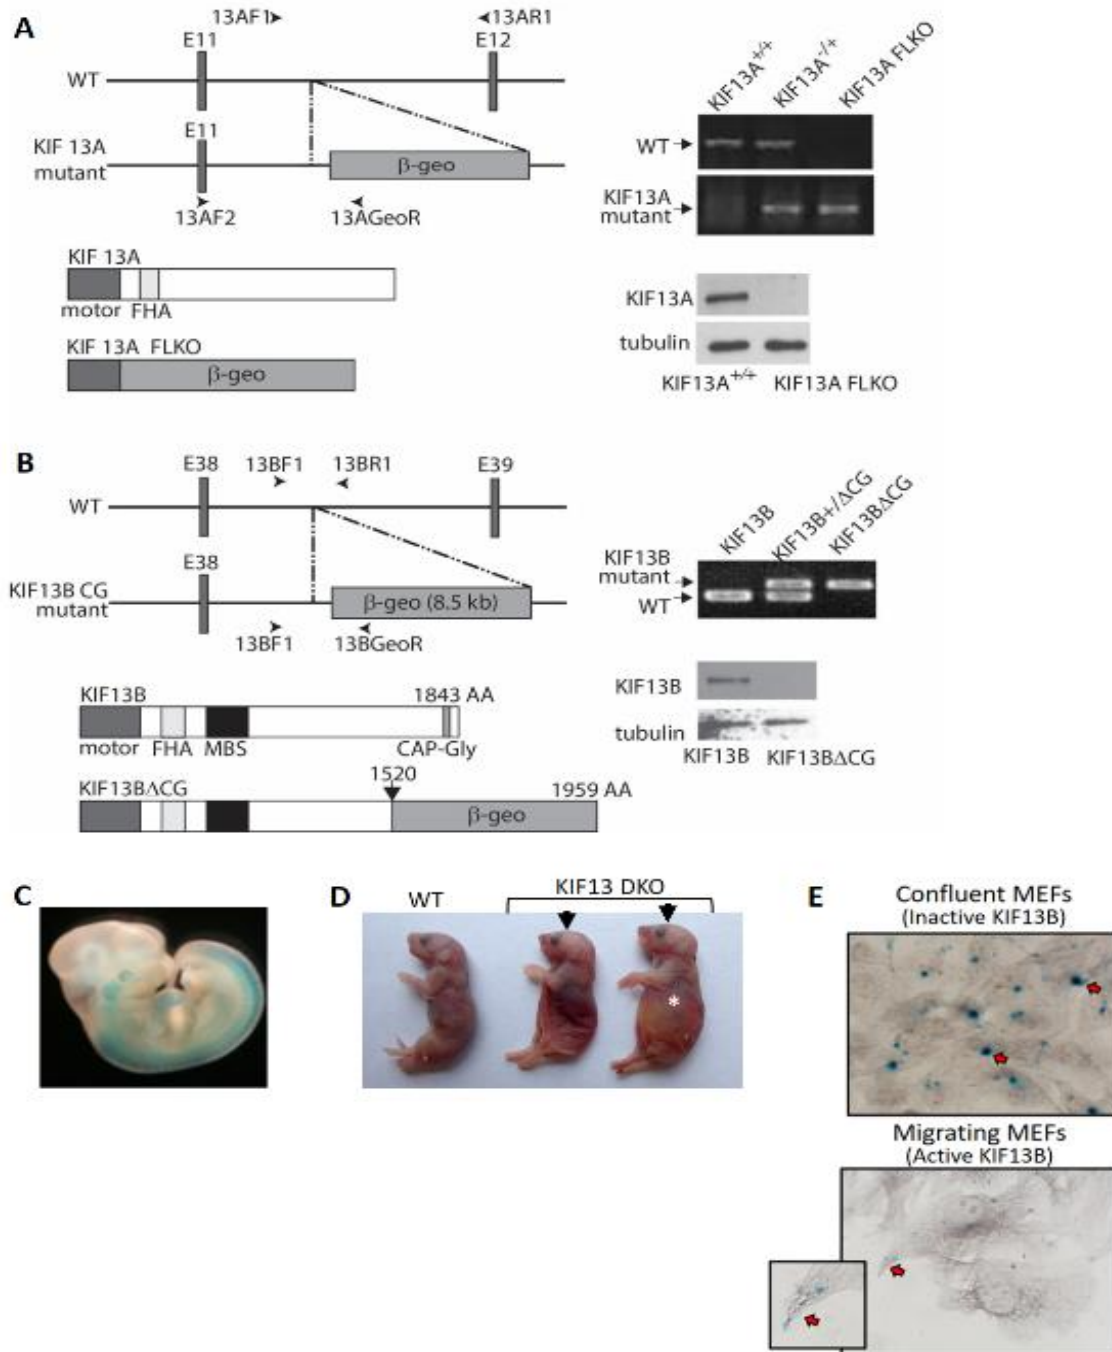 A
13AF1
13AR1
E11
E12
WT
E11
KIF 13A
mutant
β-geo
13AF2
13AGeoR
KIF 13A
motor FHA
KIF 13A FLKO
β-geo
KIF13A+/+
KIF13A-/+
KIF13A FLKO
WT
KIF13A
mutant
KIF13A
tubulin
KIF13A+/+ KIF13A FLKO
B
E38
13BF1
13BR1
E39
WT
E38
KIF13B CG
mutant
β-geo (8.5 kb)
13BF1
13BGeoR
KIF13B
1843 AA
motor FHA MBS CAP-Gly
KIF13BΔCG
1520
1959 AA
β-geo
KIF13B
KIF13B+/ΔCG
KIF13BΔCG
KIF13B
mutant
WT
KIF13B
tubulin
KIF13B KIF13BΔCG
C
D
WT
KIF13 DKO
*
E
Confluent MEFs
(Inactive KIF13B)
Migrating MEFs
(Active KIF13B)